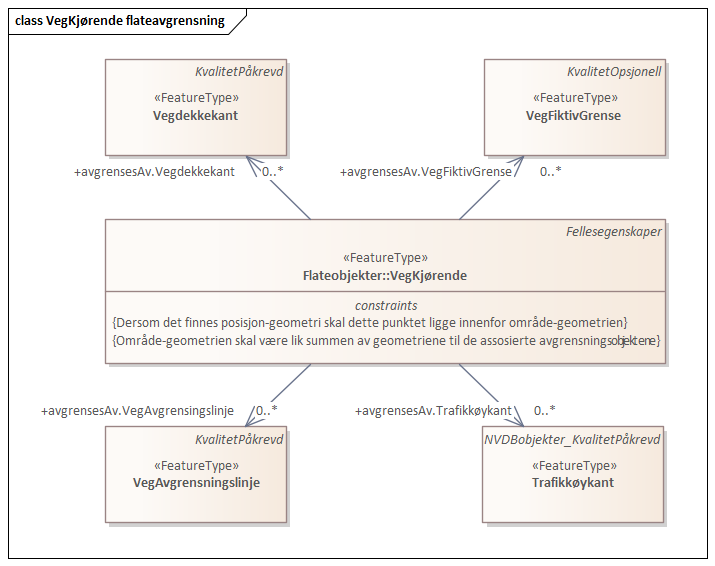 class VegKjørende flateavgrensning
KvalitetPåkrevd
«FeatureType»
Vegdekkekant
KvalitetOpsjonell
«FeatureType»
VegFiktivGrense
+avgrensesAv.Vegdekkekant 0..*
+avgrensesAv.VegFiktivGrense 0..*
Fellesegenskaper
«FeatureType»
Flateobjekter::VegKjørende
constraints
{Dersom det finnes posisjon-geometri skal dette punktet ligge innenfor område-geometrien}
{Område-geometrien skal være lik summen av geometriene til de assosierte avgrensningsobjektene}
+avgrensesAv.VegAvgrensingslinje 0..*
+avgrensesAv.Trafikkøykant 0..*
KvalitetPåkrevd
«FeatureType»
VegAvgrensningslinje
NVDBobjekter_KvalitetPåkrevd
«FeatureType»
Trafikkøykant